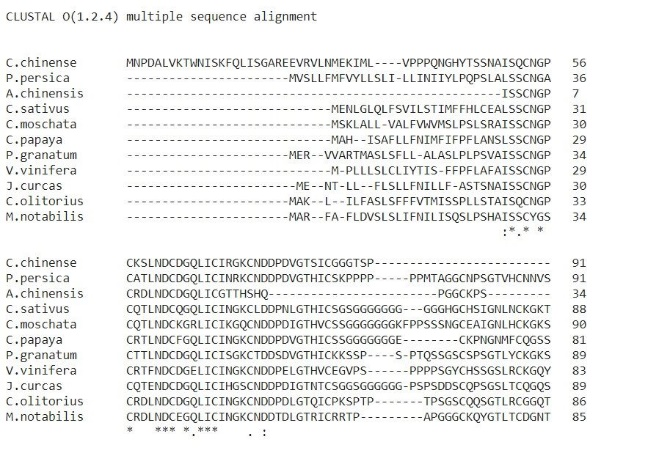 CLUSTAL O(1.2.4) multiple sequence alignment
C.chinense MNPDALVKTWNISKFQLISGAREEVRVLNMEKIML----VPPPQNGHYTSSNAISQCNGP 56
P.persica -----------------------MVSLLFMFVYLLSLI-LLINIIYLPQPSLALSSCNGA 36
A.chinensis -----------------------------------------------------ISSCNGP 7
C.sativus -----------------------------MENLGLQLFSVILSTIMFFHLCEALSSCNGP 31
C.moschata -----------------------------MSKLALL-VALFVWVMSLPSLSRAISSCNGP 30
C.papaya -----------------------------MAH--ISAFLLFNIMFIFPFLANSLSSCNGP 29
P.granatum -----------------------MER--VVARTMASLSFLL-ALASLPLPSVAISSCNGP 34
V.vinifera -----------------------------M-PLLLSLCLIYTIS-FFPFLAFAISSCNGP 29
J.curcas ------------------------ME--NT-LL--FLSLLFNILLF-ASTSNAISSCNGP 30
C.olitorius -----------------------MAK--L--ILFASLSFFFVTMISSPLLSTAISQCNGP 33
M.notabilis -----------------------MAR--FA-FLDVSLSLIFNILISQSLPSHAISSCYGS 34
:*.* *
C.chinense CKSLNDCDGQLICIRGKCNDDPDVGTSICGGGTSP------------------------- 91
P.persica CATLNDCDGQLICINRKCNDDPDVGTHICSKPPPP-----PPMTAGGCNPSGTVHCNNVS 91
A.chinensis CRDLNDCDGQLICGTTHSHQ-------------------------PGGCKPS--------- 34
C.sativus CQTLNDCQGQLICINGKCLDDPNLGTHICSGSGGGGGGG---GGGHGCHSIGNLNCKGKT 88
C.moschata CQTLNDCKGRLICIKGQCNDDPDIGTHVCSSGGGGGGGKFPPSSSNGCEAIGNLHCKGKS 90
C.papaya CRTLNDCFGQLICINGKCNDDPDVGTHICSSGGGGGGE--------CKPNGNMFCQGSS 81
P.granatum CTTLNDCDGQLICISGKCTDDSDVGTHICKKSSP----S-PTQSSGSCSPSGTLYCKGKS 89
V.vinifera CRTFNDCDGELICINGKCNDDPELGTHVCEGVPS------PPPPSGYCHSSGSLRCKGQY 83
J.curcas CQTENDCDGQLICIHGSCNDDPDIGTNTCSGGSGGGGGG-PSPSDDSCQPSGSLTCQGQS 89
C.olitorius CRDLNDCDGQLICINGKCNDDPDLGTQICPKSPTP--------TPSGSCQQSGTLRCGGQT 86
M.notabilis CRDLNDCEGQLICINGKCNDDTDLGTRICRRTP---------APGGGCKQYGTLTCDGNT 85
* *** *.*** . :